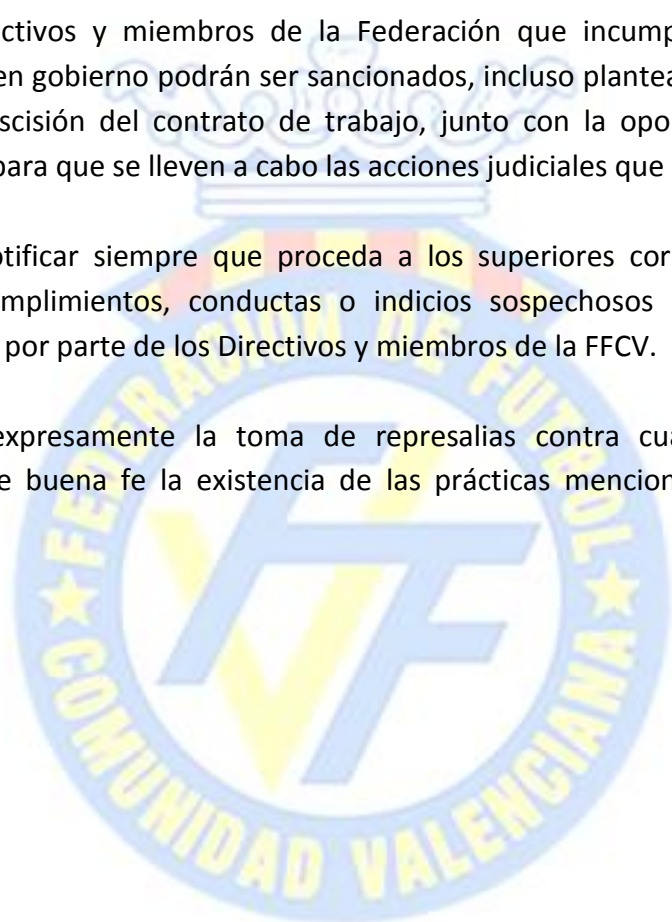 ctivos y miembros de la Federación que incump
en gobierno podrán ser sancionados, incluso plantea
scisión del contrato de trabajo, junto con la opo
para que se lleven a cabo las acciones judiciales que
otificar siempre que proceda a los superiores cor
mplimientos, conductas o indicios sospechosos
por parte de los Directivos y miembros de la FFCV.
expresamente la toma de represalias contra cua
e buena fe la existencia de las prácticas mencion
FEDERACIÓN DE FUTBOL
COMUNIDAD VALENCIANA